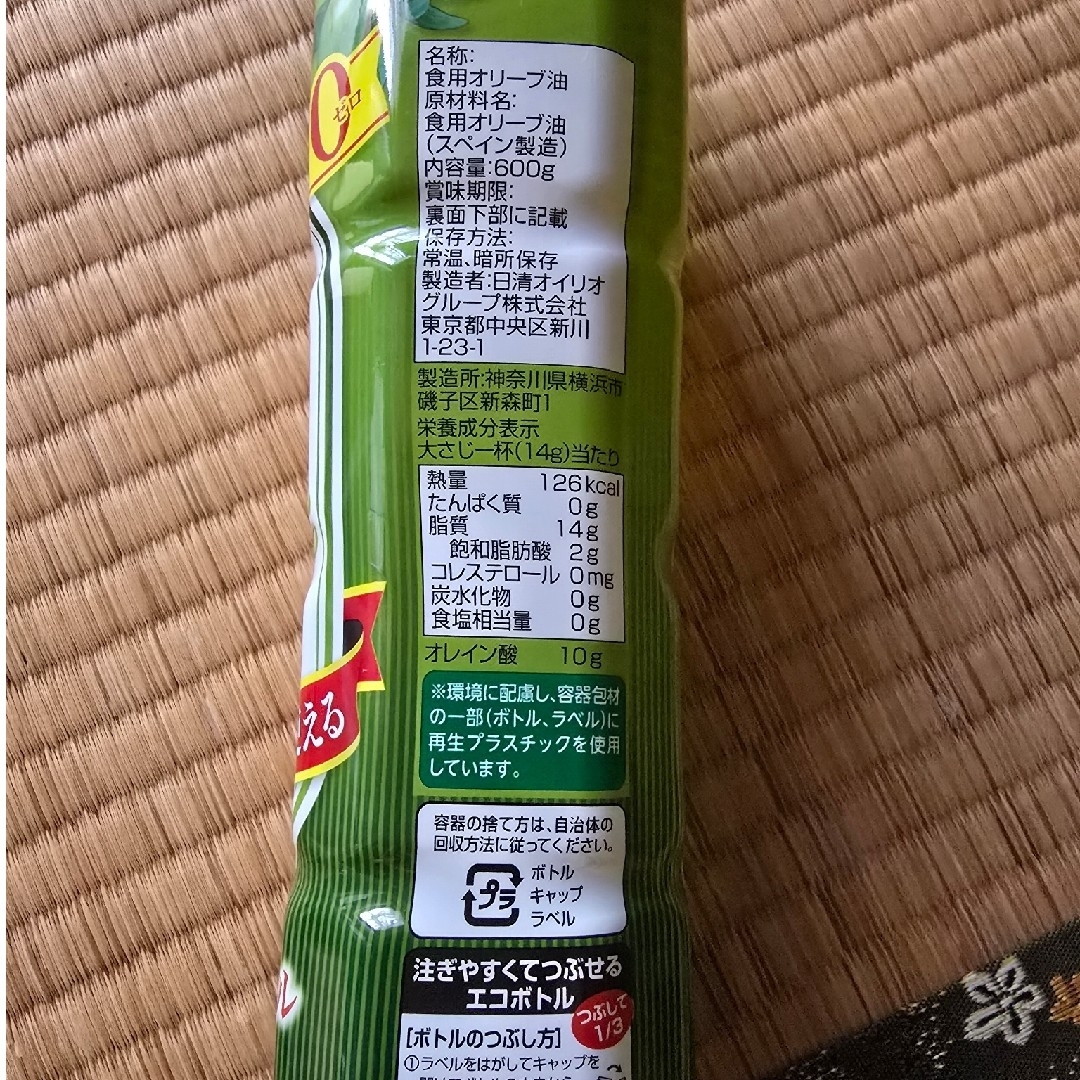 0
ゼロ
名称:
食用オリーブ油
原材料名:
食用オリーブ油
(スペイン製造)
内容量:600g
賞味期限:
裏面下部に記載
保存方法:
常温、暗所保存
製造者:日清オイリオ
グループ株式会社
東京都中央区新川
1-23-1
製造所:神奈川県横浜市
磯子区新森町1
栄養成分表示
大さじ一杯(14g)当たり
熱量 126kcal
たんぱく質 0g
脂質 14g
飽和脂肪酸 2g
コレステロール 0mg
炭水化物 0g
食塩相当量 0g
オレイン酸 10g
える
※環境に配慮し、容器包材
の一部(ボトル、ラベル)に
再生プラスチックを使用
しています。
容器の捨て方は、自治体の
回収方法に従ってください。
プラ
ボトル
キャップ
ラベル
注ぎやすくてつぶせる
エコボトル
つぶして
1/3
[ボトルのつぶし方]
①ラベルをはがしてキャップを
ル